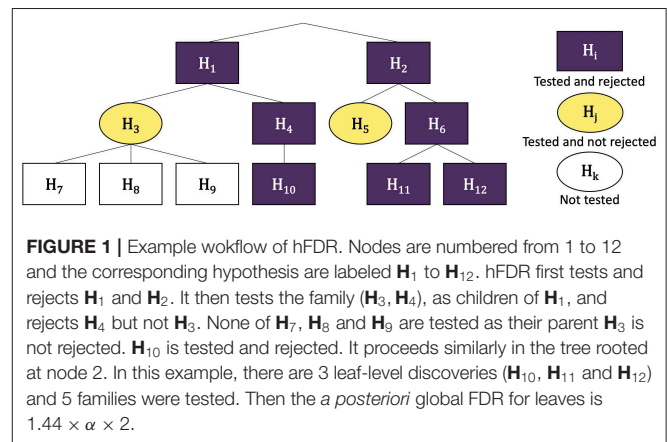 H₁ H₂ Hᵢ
Tested and rejected
H₃ H₄ H₅ H₆ Hⱼ
Tested and not rejected
H₇ H₈ H₉ H₁₀ H₁₁ H₁₂ Hₖ
Not tested
FIGURE 1 | Example wokflow of hFDR. Nodes are numbered from 1 to 12
and the corresponding hypothesis are labeled H₁ to H₁₂. hFDR first tests and
rejects H₁ and H₂. It then tests the family (H₃, H₄), as children of H₁, and
rejects H₄ but not H₃. None of H₇, H₈ and H₉ are tested as their parent H₃ is
not rejected. H₁₀ is tested and rejected. It proceeds similarly in the tree rooted
at node 2. In this example, there are 3 leaf-level discoveries (H₁₀, H₁₁ and H₁₂)
and 5 families were tested. Then the a posteriori global FDR for leaves is
1.44 × α × 2.